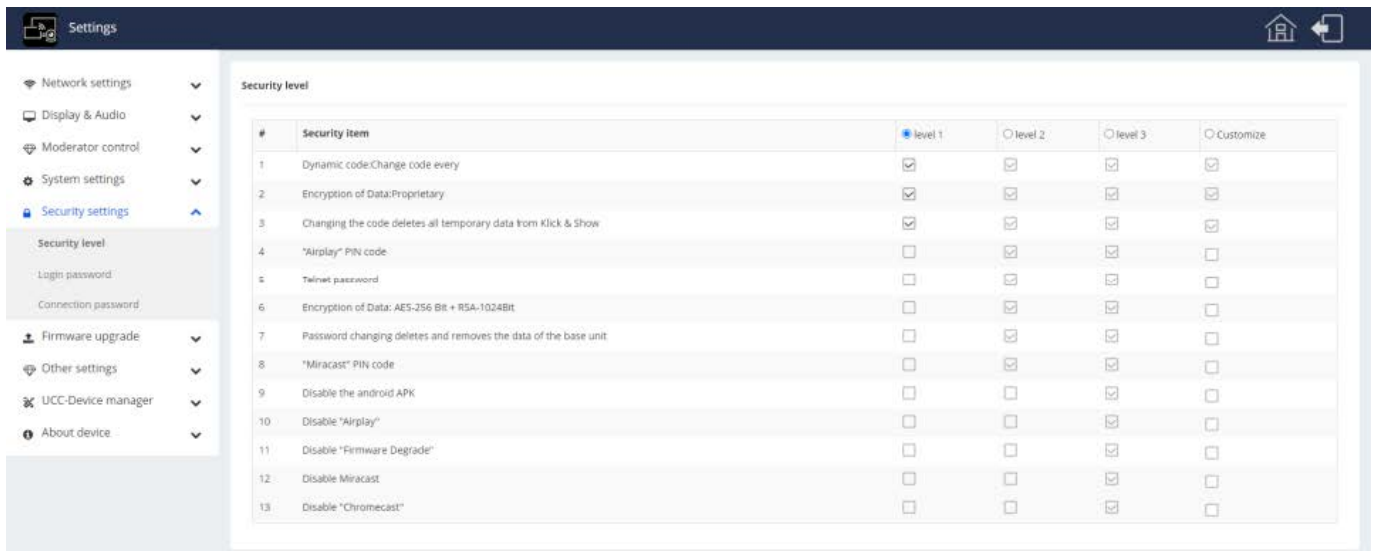 Settings
Network settings
Display & Audio
Moderator control
System settings
Security settings
Security level
Login password
Connection password
Firmware upgrade
Other settings
UCC-Device manager
About device
Security level
# Security item level 1 level 2 level 3 Customize
1 Dynamic code:Change code every
2 Encryption of Data:Proprietary
3 Changing the code deletes all temporary data from Klick & Show
4 "Airplay" PIN code
5 Telnet password
6 Encryption of Data: AES-256 Bit + RSA-1024Bit
7 Password changing deletes and removes the data of the base unit
8 "Miracast" PIN code
9 Disable the android APK
10 Disable "Airplay"
11 Disable "Firmware Degrade"
12 Disable Miracast
13 Disable "Chromecast"